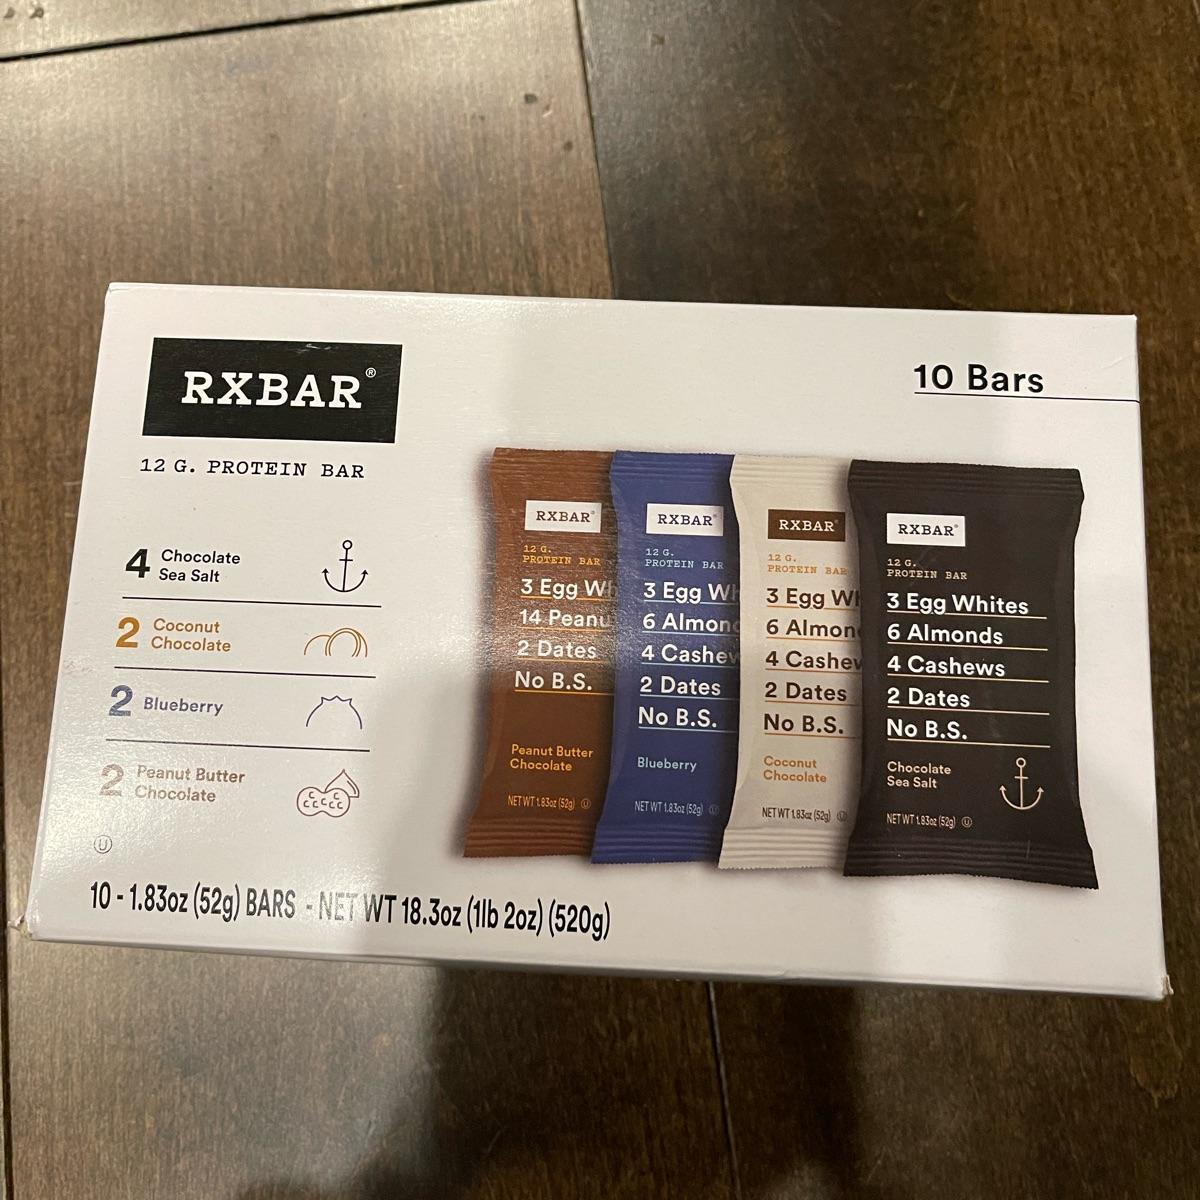 RXBAR®
12 G. PROTEIN BAR
10 Bars
4 Chocolate
Sea Salt
2 Coconut
Chocolate
2 Blueberry
2 Peanut Butter
Chocolate
U
10 - 1.83oz (52g) BARS - NET WT 18.3oz (1lb 2oz) (520g)
RXBAR®
12 G.
PROTEIN BAR
3 Egg Wh
14 Peanu
2 Dates
No B.S.
Peanut Butter
Chocolate
NET WT 1.83oz (52g) U
RXBAR®
12 G.
PROTEIN BAR
3 Egg Wh
6 Almond
4 Cashew
2 Dates
No B.S.
Blueberry
NET WT 1.83oz (52g) U
RXBAR®
12 G.
PROTEIN BAR
3 Egg Wh
6 Almon
4 Cashew
2 Dates
No B.S.
Coconut
Chocolate
NET WT 1.83oz (52g) U
RXBAR®
12 G.
PROTEIN BAR
3 Egg Whites
6 Almonds
4 Cashews
2 Dates
No B.S.
Chocolate
Sea Salt
NET WT 1.83oz (52g) U